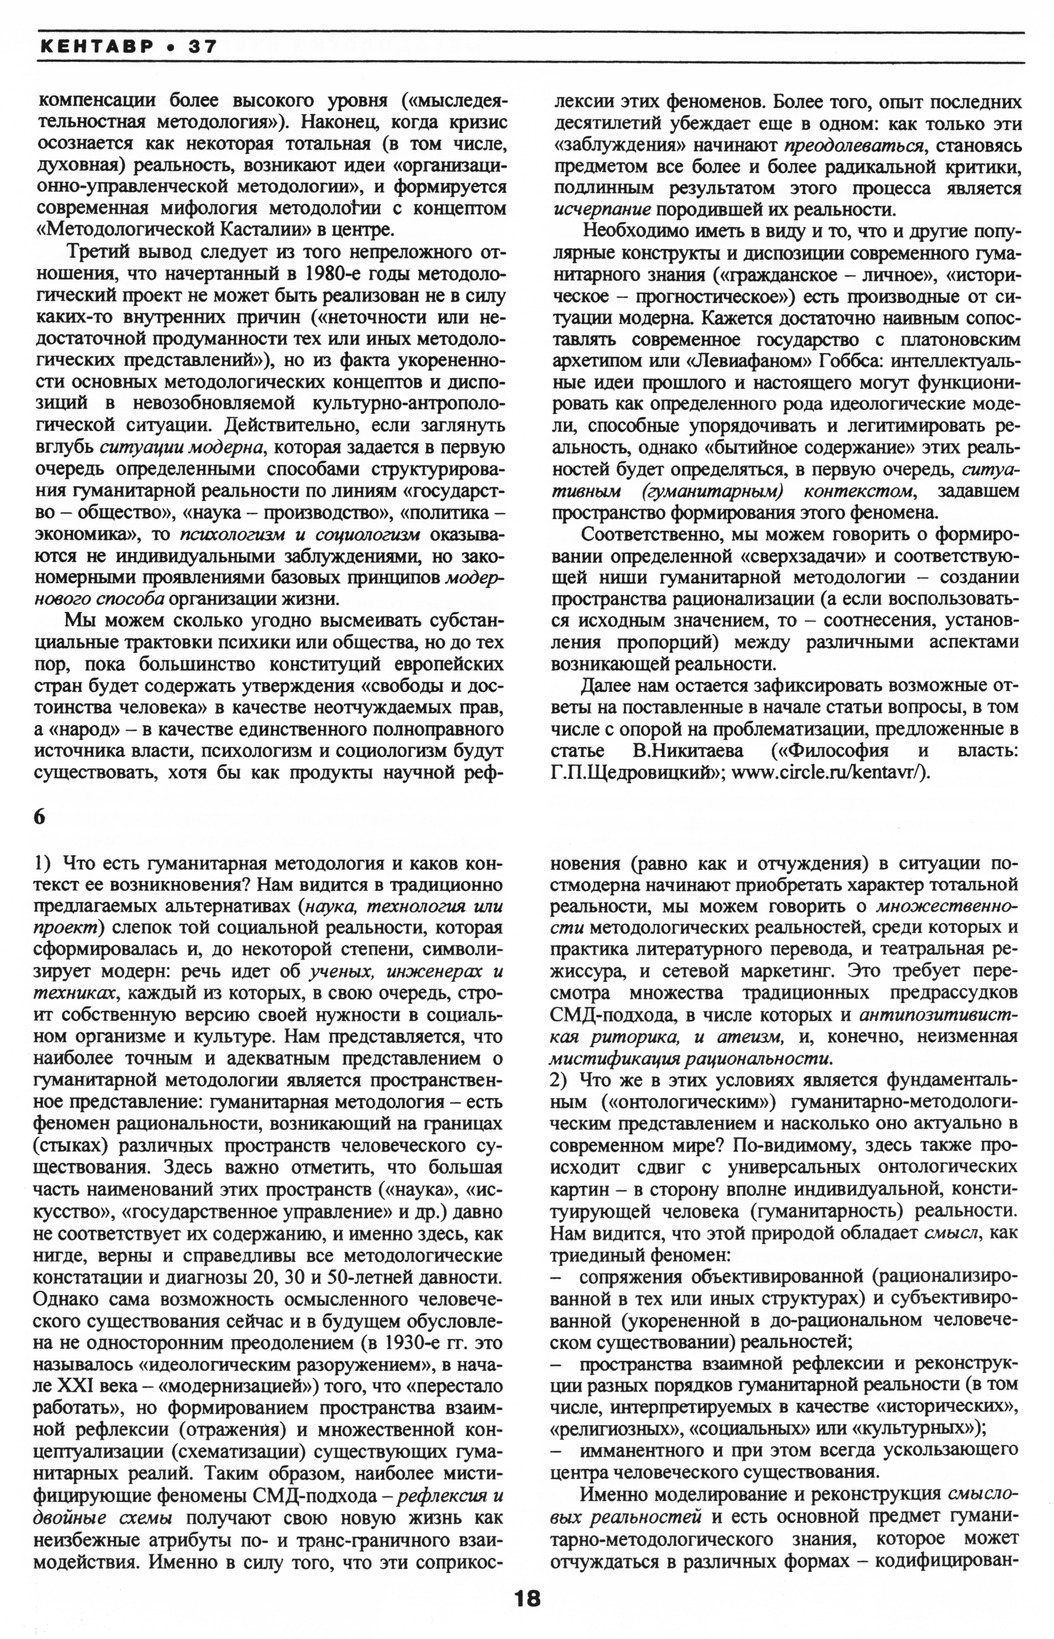 КЕНТАВР • 37
компенсации более высокого уровня («мыследея-
тельностная методология»). Наконец, когда кризис
осознается как некоторая тотальная (в том числе,
духовная) реальность, возникают идеи «организаци-
онно-управленческой методологии», и формируется
современная мифология методологии с концептом
«Методологической Касталии» в центре.
Третий вывод следует из того непреложного от-
ношения, что начертанный в 1980-е годы методоло-
гический проект не может быть реализован не в силу
каких-то внутренних причин («неточности или не-
достаточной продуманности тех или иных методоло-
гических представлений»), но из факта укорененно-
сти основных методологических концептов и диспо-
зиций в невозобновляемой культурно-антрополо-
гической ситуации. Действительно, если заглянуть
вглубь ситуации модерна, которая задается в первую
очередь определенными способами структурирова-
ния гуманитарной реальности по линиям «государст-
во – общество», «наука – производство», «политика –
экономика», то психологизм и социологизм оказыва-
ются не индивидуальными заблуждениями, но зако-
номерными проявлениями базовых принципов модер-
нового способа организации жизни.
Мы можем сколько угодно высмеивать субстан-
циальные трактовки психики или общества, но до тех
пор, пока большинство конституций европейских
стран будет содержать утверждения «свободы и дос-
тоинства человека» в качестве неотчуждаемых прав,
а «народ» – в качестве единственного полноправного
источника власти, психологизм и социологизм будут
существовать, хотя бы как продукты научной реф-
лексии этих феноменов. Более того, опыт последних
десятилетий убеждает еще в одном: как только эти
«заблуждения» начинают преодолеваться, становясь
предметом все более и более радикальной критики,
подлинным результатом этого процесса является
исчерпание породившей их реальности.
Необходимо иметь в виду и то, что и другие попу-
лярные конструкты и диспозиции современного гума-
нитарного знания («гражданское – личное», «истори-
ческое – прогностическое») есть производные от си-
туации модерна. Кажется достаточно наивным сопос-
тавлять современное государство с платоновским
архетипом или «Левиафаном» Гоббса: интеллектуаль-
ные идеи прошлого и настоящего могут функциони-
ровать как определенного рода идеологические моде-
ли, способные упорядочивать и легитимировать ре-
альность, однако «бытийное содержание» этих реаль-
ностей будет определяться, в первую очередь, ситуа-
тивным (гуманитарным) контекстом, задавшем
пространство формирования этого феномена.
Соответственно, мы можем говорить о формиро-
вании определенной «сверхзадачи» и соответствую-
щей ниши гуманитарной методологии – создании
пространства рационализации (а если воспользовать-
ся исходным значением, то – соотнесения, установ-
ления пропорций) между различными аспектами
возникающей реальности.
Далее нам остается зафиксировать возможные от-
веты на поставленные в начале статьи вопросы, в том
числе с опорой на проблематизации, предложенные в
статье В.Никитаева («Философия и власть:
Г.П.Щедровицкий»; www.circle.ru/kentavr/).
6
1) Что есть гуманитарная методология и каков кон-
текст ее возникновения? Нам видится в традиционно
предлагаемых альтернативах (наука, технология или
проект) слепок той социальной реальности, которая
сформировалась и, до некоторой степени, символи-
зирует модерн: речь идет об ученых, инженерах и
техниках, каждый из которых, в свою очередь, стро-
ит собственную версию своей нужности в социаль-
ном организме и культуре. Нам представляется, что
наиболее точным и адекватным представлением о
гуманитарной методологии является пространствен-
ное представление: гуманитарная методология – есть
феномен рациональности, возникающий на границах
(стыках) различных пространств человеческого су-
ществования. Здесь важно отметить, что большая
часть наименований этих пространств («наука», «ис-
кусство», «государственное управление» и др.) давно
не соответствует их содержанию, и именно здесь, как
нигде, верны и справедливы все методологические
констатации и диагнозы 20, 30 и 50-летней давности.
Однако сама возможность осмысленного человече-
ского существования сейчас и в будущем обусловле-
на не односторонним преодолением (в 1930-е гг. это
называлось «идеологическим разоружением», в нача-
ле XXI века – «модернизацией») того, что «перестало
работать», но формированием пространства взаим-
ной рефлексии (отражения) и множественной кон-
цептуализации (схематизации) существующих гума-
нитарных реалий. Таким образом, наиболее мисти-
фицирующие феномены СМД-подхода – рефлексия и
двойные схемы получают свою новую жизнь как
неизбежные атрибуты по- и транс-граничного взаи-
модействия. Именно в силу того, что эти соприкос-
новения (равно как и отчуждения) в ситуации по-
стмодерна начинают приобретать характер тотальной
реальности, мы можем говорить о множественно-
сти методологических реальностей, среди которых и
практика литературного перевода, и театральная ре-
жиссура, и сетевой маркетинг. Это требует пере-
смотра множества традиционных предрассудков
СМД-подхода, в числе которых и антипозитивист-
кая риторика, и атеизм, и, конечно, неизменная
мистификация рациональности.
2) Что же в этих условиях является фундаменталь-
ным («онтологическим») гуманитарно-методологи-
ческим представлением и насколько оно актуально в
современном мире? По-видимому, здесь также про-
исходит сдвиг с универсальных онтологических
картин – в сторону вполне индивидуальной, консти-
туирующей человека (гуманитарность) реальности.
Нам видится, что этой природой обладает смысл, как
триединый феномен:
– сопряжения объективированной (рационализиро-
ванной в тех или иных структурах) и субъективиро-
ванной (укорененной в до-рациональном человече-
ском существовании) реальностей;
– пространства взаимной рефлексии и реконструк-
ции разных порядков гуманитарной реальности (в том
числе, интерпретируемых в качестве «исторических»,
«религиозных», «социальных» или «культурных»);
– имманентного и при этом всегда ускользающего
центра человеческого существования.
Именно моделирование и реконструкция смысло-
вых реальностей и есть основной предмет гумани-
тарно-методологического знания, которое может
отчуждаться в различных формах – кодифицирован-
18